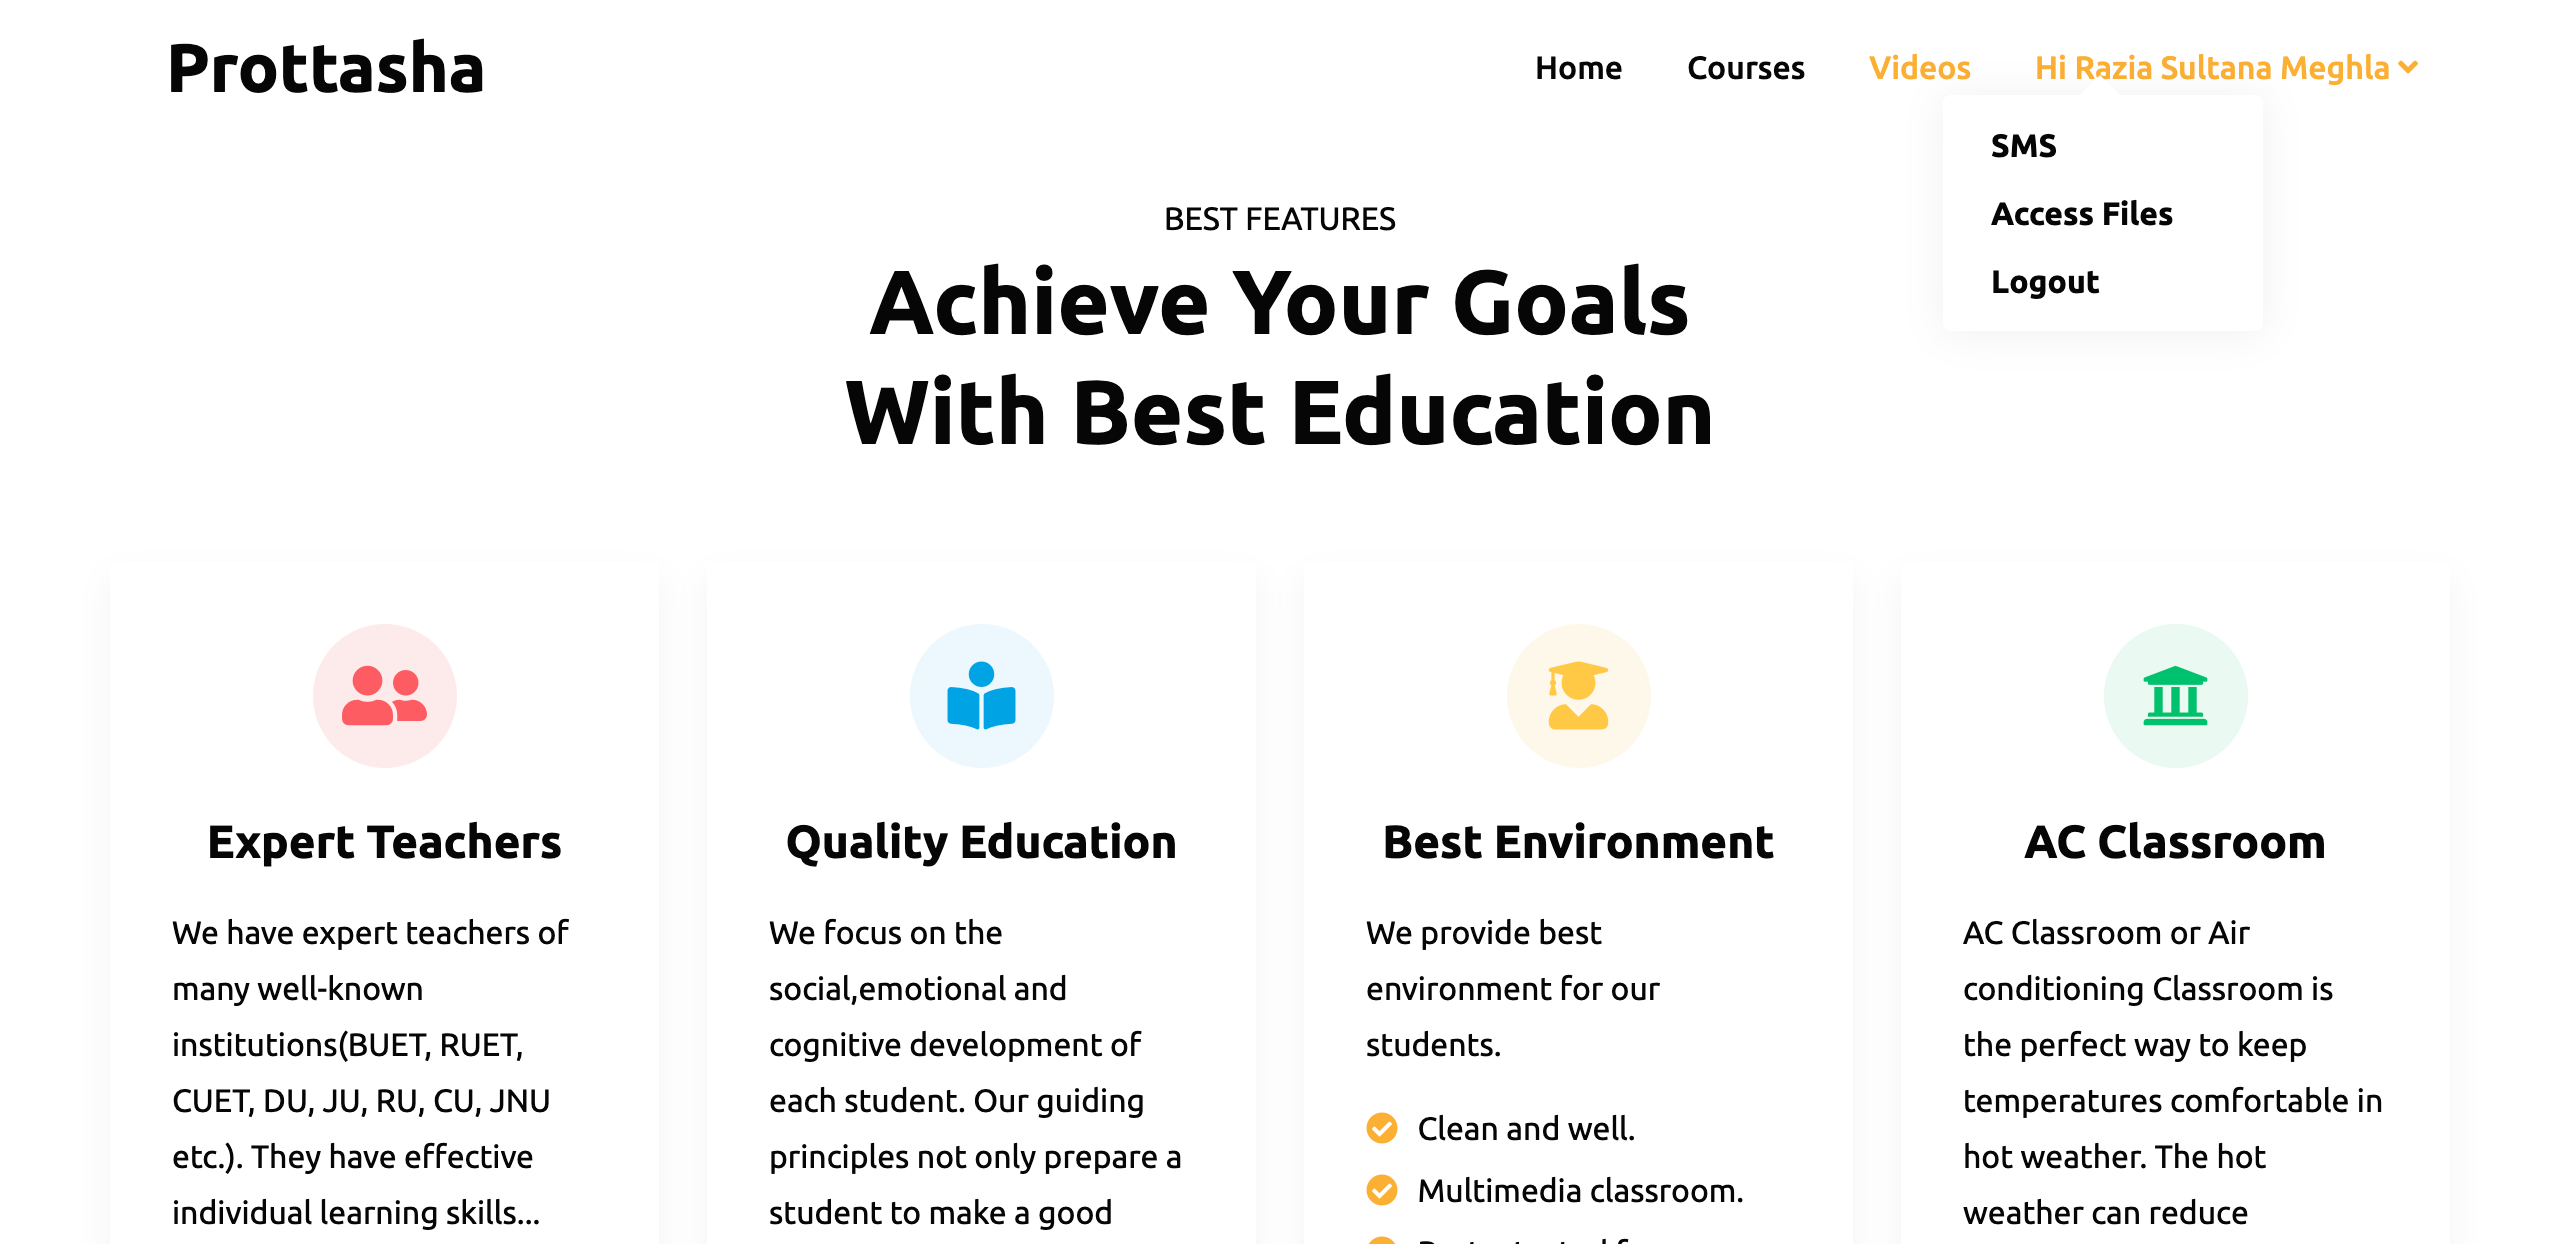 Prottasha
Home
Courses
Videos
Hi Razia Sultana Meghla
SMS
Access Files
Logout
BEST FEATURES
Achieve Your Goals
With Best Education
Expert Teachers
We have expert teachers of
many well-known
institutions(BUET, RUET,
CUET, DU, JU, RU, CU, JNU
etc.). They have effective
individual learning skills...
Quality Education
We focus on the
social,emotional and
cognitive development of
each student. Our guiding
principles not only prepare a
student to make a good
Best Environment
We provide best
environment for our
students.
Clean and well.
Multimedia classroom.
AC Classroom
AC Classroom or Air
conditioning Classroom is
the perfect way to keep
temperatures comfortable in
hot weather. The hot
weather can reduce